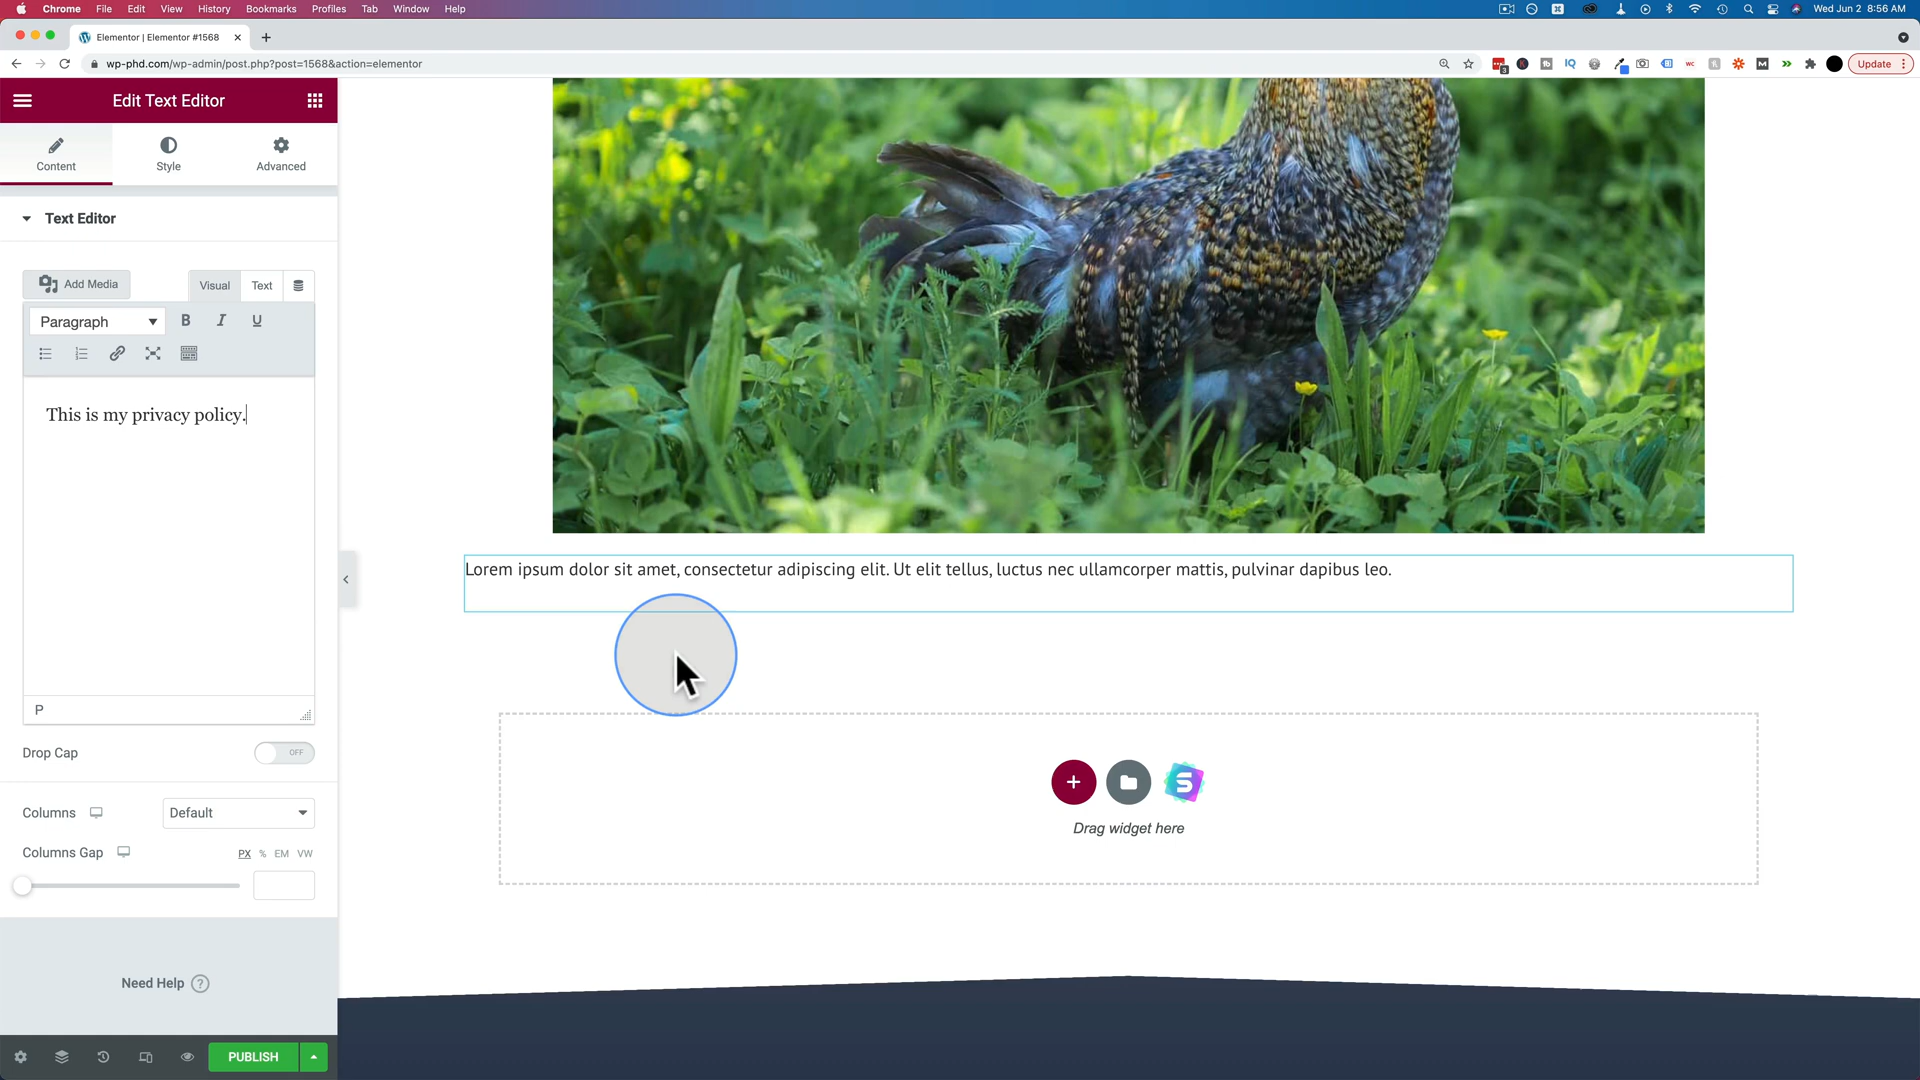 Chrome File Edit View History Bookmarks Profiles Tab Window Help
Wed Jun 2 8:56 AM
Elementor | Elementor #1568
wp-phd.com/wp-admin/post.php?post=1568&action=elementor
Update
Edit Text Editor
Content
Style
Advanced
Text Editor
Add Media
Visual
Text
Paragraph
B I U
This is my privacy policy.
P
Drop Cap
OFF
Columns
Default
Columns Gap
PX % EM VW
Need Help ?
PUBLISH
Lorem ipsum dolor sit amet, consectetur adipiscing elit. Ut elit tellus, luctus nec ullamcorper mattis, pulvinar dapibus leo.
Drag widget here